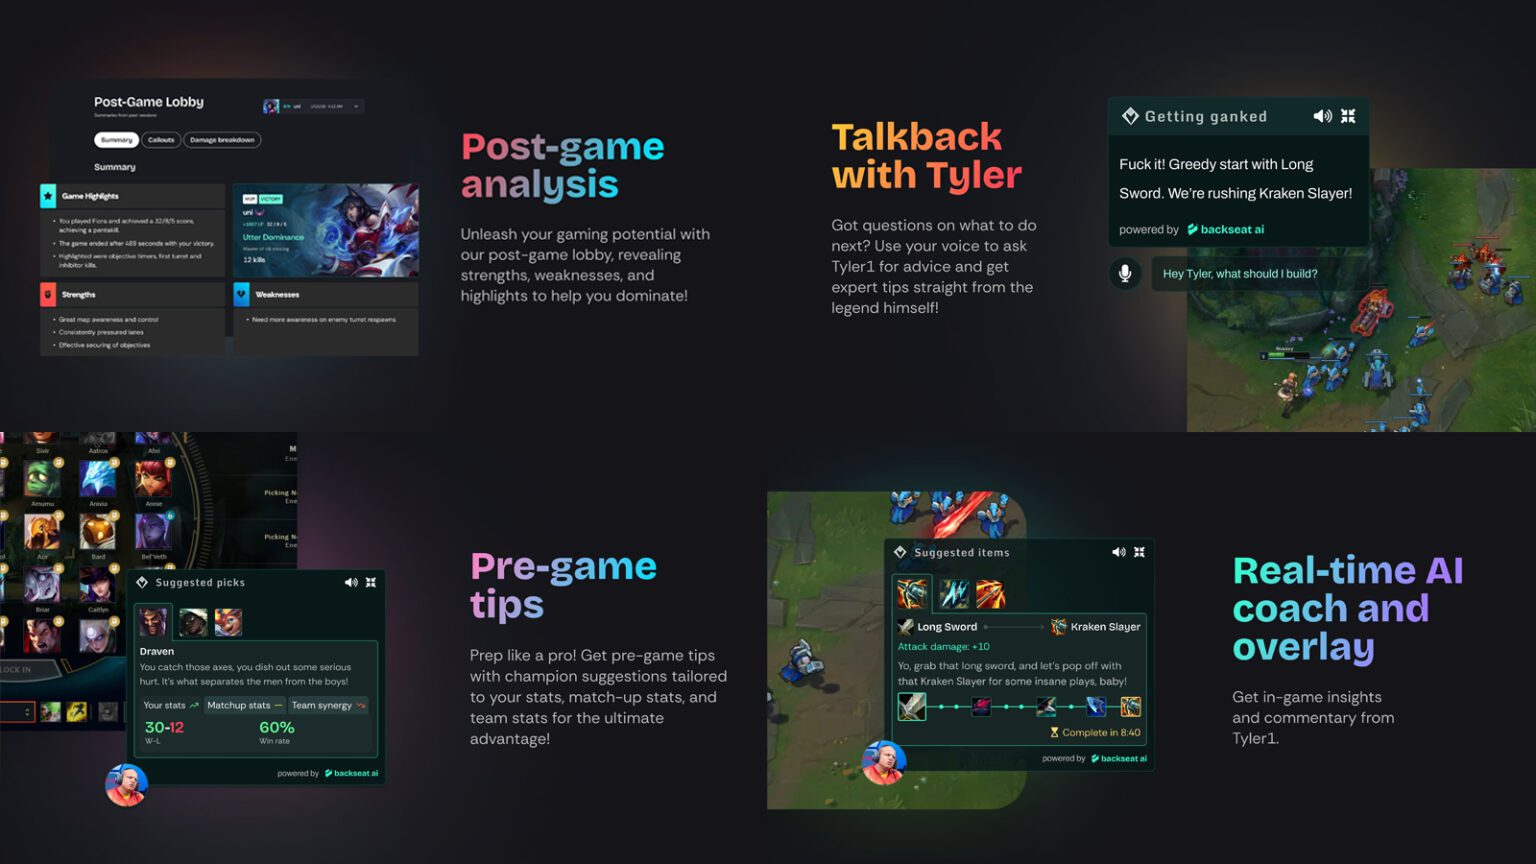 Post-Game Lobby
Summaries from past sessions
Summary
Callouts
Damage breakdown
Summary
Game Highlights
• You played Fiora and achieved a 32/8/5 score,
achieving a pentakill.
• The game ended after 489 seconds with your victory.
• Highlighted were objective timers, first turret and
inhibitor kills.
MVP VICTORY
uni
Utter Dominance
12 kills
Strengths
• Great map awareness and control
• Consistently pressured lanes
• Effective securing of objectives
Weaknesses
• Need more awareness on enemy turret respawns
Post-game
analysis
Unleash your gaming potential with
our post-game lobby, revealing
strengths, weaknesses, and
highlights to help you dominate!
Talkback
with Tyler
Got questions on what to do
next? Use your voice to ask
Tyler1 for advice and get
expert tips straight from the
legend himself!
Getting ganked
Fuck it! Greedy start with Long
Sword. We're rushing Kraken Slayer!
powered by backseat ai
Hey Tyler, what should I build?
Sivir
Aatrox
Ahri
Amumu
Anivia
Annie
Azir
Bard
Bel'Veth
Briar
Caitlyn
Picking N
Ene
Picking N
Ene
LOCK IN
Suggested picks
Draven
You catch those axes, you dish out some serious
hurt. It's what separates the men from the boys!
Your stats
Matchup stats
Team synergy
30-12
W-L
60%
Win rate
powered by backseat ai
Pre-game
tips
Prep like a pro! Get pre-game tips
with champion suggestions tailored
to your stats, match-up stats, and
team stats for the ultimate
advantage!
Suggested items
Long Sword
Kraken Slayer
Attack damage: +10
Yo, grab that long sword, and let's pop off with
that Kraken Slayer for some insane plays, baby!
Complete in 8:40
powered by backseat ai
Real-time AI
coach and
overlay
Get in-game insights
and commentary from
Tyler1.